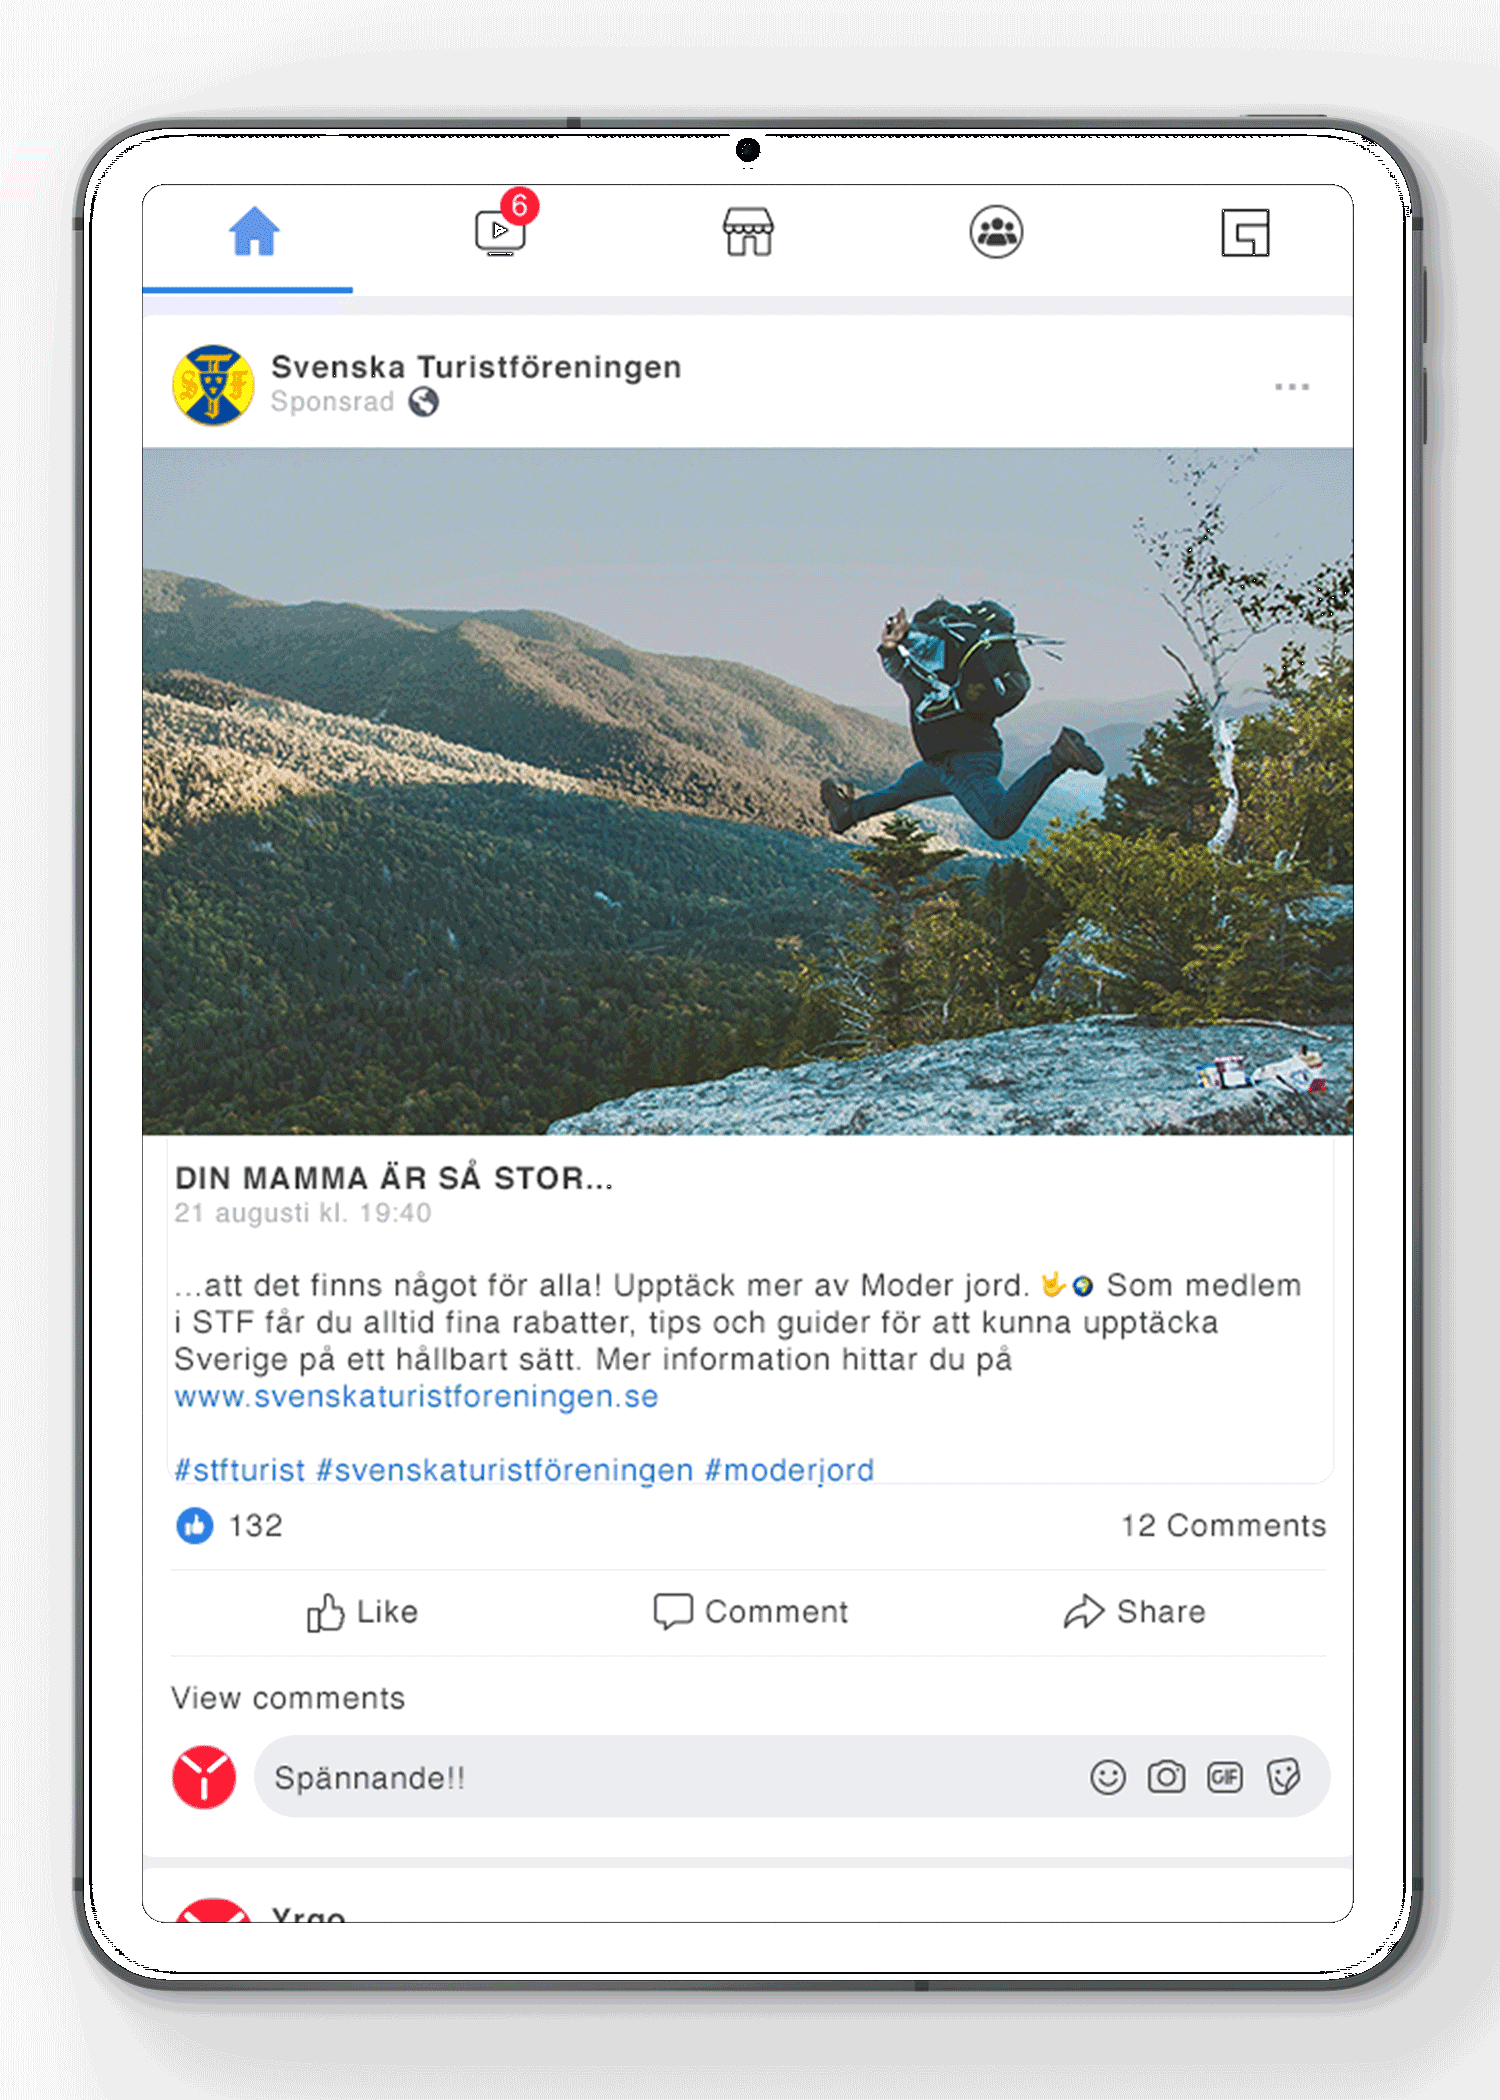 6
STF
Svenska Turistföreningen
Sponsrad
DIN MAMMA ÄR SÅ STOR...
21 augusti kl. 19:40
...att det finns något för alla! Upptäck mer av Moder jord. 🤟🌍 Som medlem
i STF får du alltid fina rabatter, tips och guider för att kunna upptäcka
Sverige på ett hållbart sätt. Mer information hittar du på
www.svenskaturistforeningen.se
#stfturist #svenskaturistföreningen #moderjord
132
12 Comments
Like
Comment
Share
View comments
Spännande!!
GIF
Yrgo